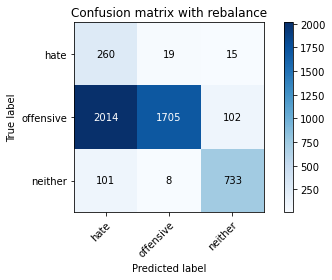 Confusion matrix with rebalance
hate 260 19 15
offensive 2014 1705 102
neither 101 8 733
True label
hate offensive neither
Predicted label
2000
1750
1500
1250
1000
750
500
250